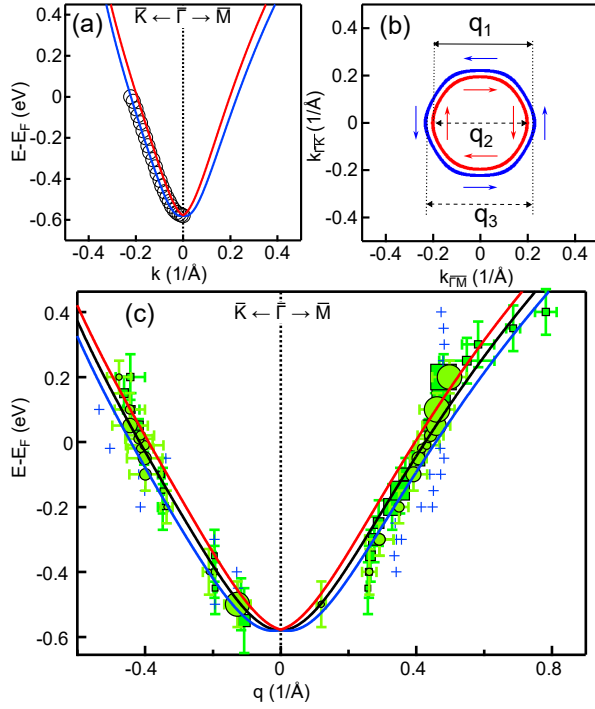 (a)
K̄ ← Γ̄ → M̄
E-E_F (eV)
0.4
0.2
0
-0.2
-0.4
-0.6
-0.4
-0.2
0
0.2
0.4
k (1/Å)
(b)
q₁
q₂
q₃
k_Γ̄K̄ (1/Å)
0.4
0.2
0
-0.2
-0.4
-0.4
-0.2
0
0.2
0.4
k_Γ̄M̄ (1/Å)
(c)
K̄ ← Γ̄ → M̄
E-E_F (eV)
0.4
0.2
0
-0.2
-0.4
-0.6
-0.4
0
0.4
0.8
q (1/Å)